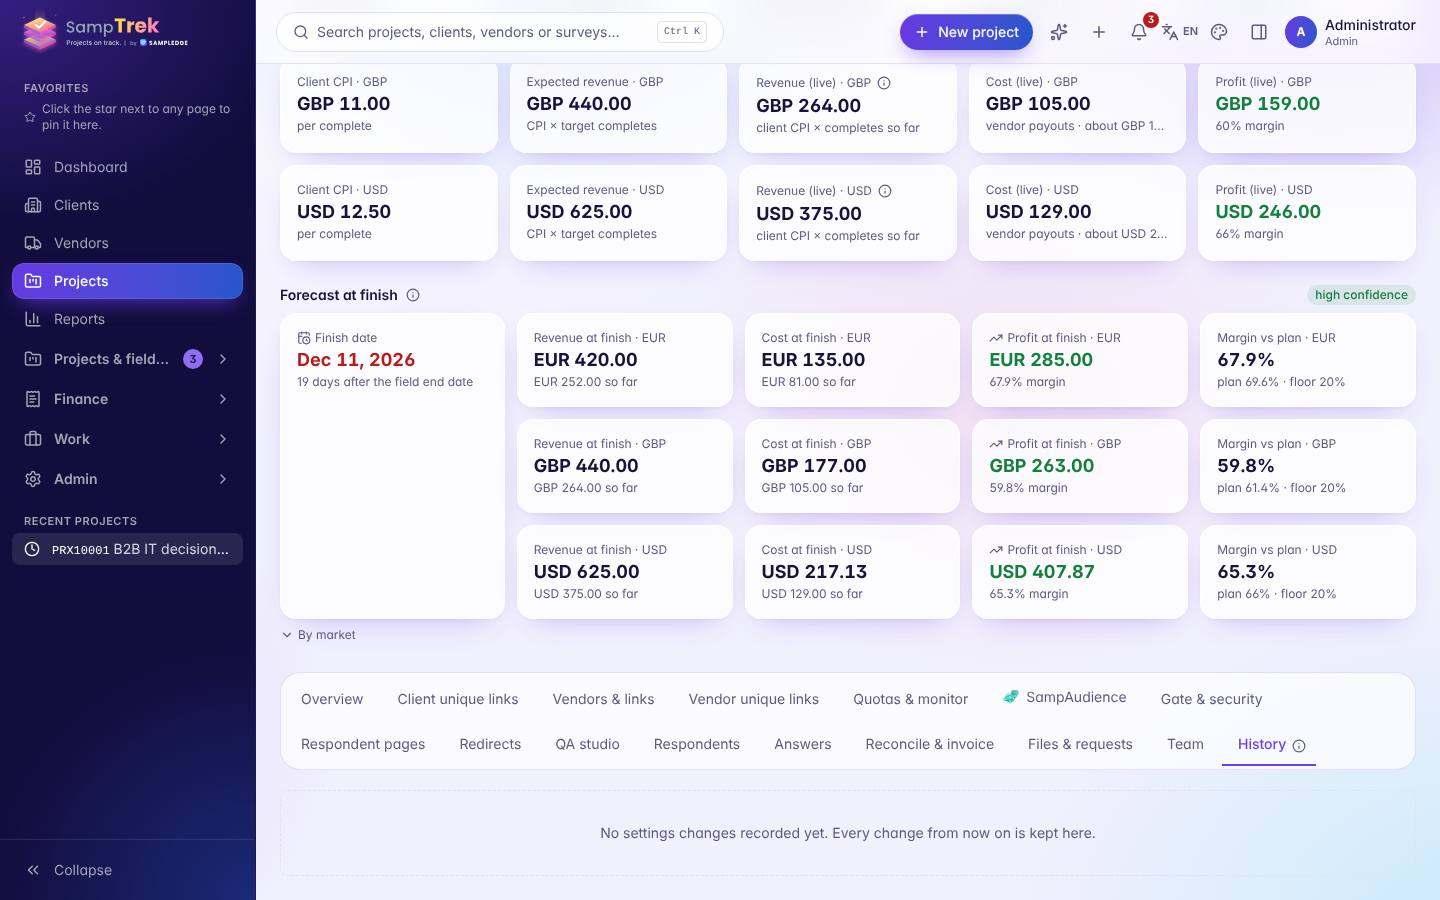 SampTrek
Projects on track. | by SAMPLEDGE
Search projects, clients, vendors or surveys...
Ctrl K
New project
3
EN
A
Administrator
Admin
FAVORITES
Click the star next to any page to
pin it here.
Dashboard
Clients
Vendors
Projects
Reports
Projects & field... 3
Finance
Work
Admin
RECENT PROJECTS
PRX10001 B2B IT decision...
Collapse
Client CPI · GBP
GBP 11.00
per complete
Expected revenue · GBP
GBP 440.00
CPI × target completes
Revenue (live) · GBP
GBP 264.00
client CPI × completes so far
Cost (live) · GBP
GBP 105.00
vendor payouts · about GBP 1...
Profit (live) · GBP
GBP 159.00
60% margin
Client CPI · USD
USD 12.50
per complete
Expected revenue · USD
USD 625.00
CPI × target completes
Revenue (live) · USD
USD 375.00
client CPI × completes so far
Cost (live) · USD
USD 129.00
vendor payouts · about USD 2...
Profit (live) · USD
USD 246.00
66% margin
Forecast at finish
high confidence
Finish date
Dec 11, 2026
19 days after the field end date
Revenue at finish · EUR
EUR 420.00
EUR 252.00 so far
Cost at finish · EUR
EUR 135.00
EUR 81.00 so far
Profit at finish · EUR
EUR 285.00
67.9% margin
Margin vs plan · EUR
67.9%
plan 69.6% · floor 20%
Revenue at finish · GBP
GBP 440.00
GBP 264.00 so far
Cost at finish · GBP
GBP 177.00
GBP 105.00 so far
Profit at finish · GBP
GBP 263.00
59.8% margin
Margin vs plan · GBP
59.8%
plan 61.4% · floor 20%
Revenue at finish · USD
USD 625.00
USD 375.00 so far
Cost at finish · USD
USD 217.13
USD 129.00 so far
Profit at finish · USD
USD 407.87
65.3% margin
Margin vs plan · USD
65.3%
plan 66% · floor 20%
By market
Overview
Client unique links
Vendors & links
Vendor unique links
Quotas & monitor
SampAudience
Gate & security
Respondent pages
Redirects
QA studio
Respondents
Answers
Reconcile & invoice
Files & requests
Team
History
No settings changes recorded yet. Every change from now on is kept here.